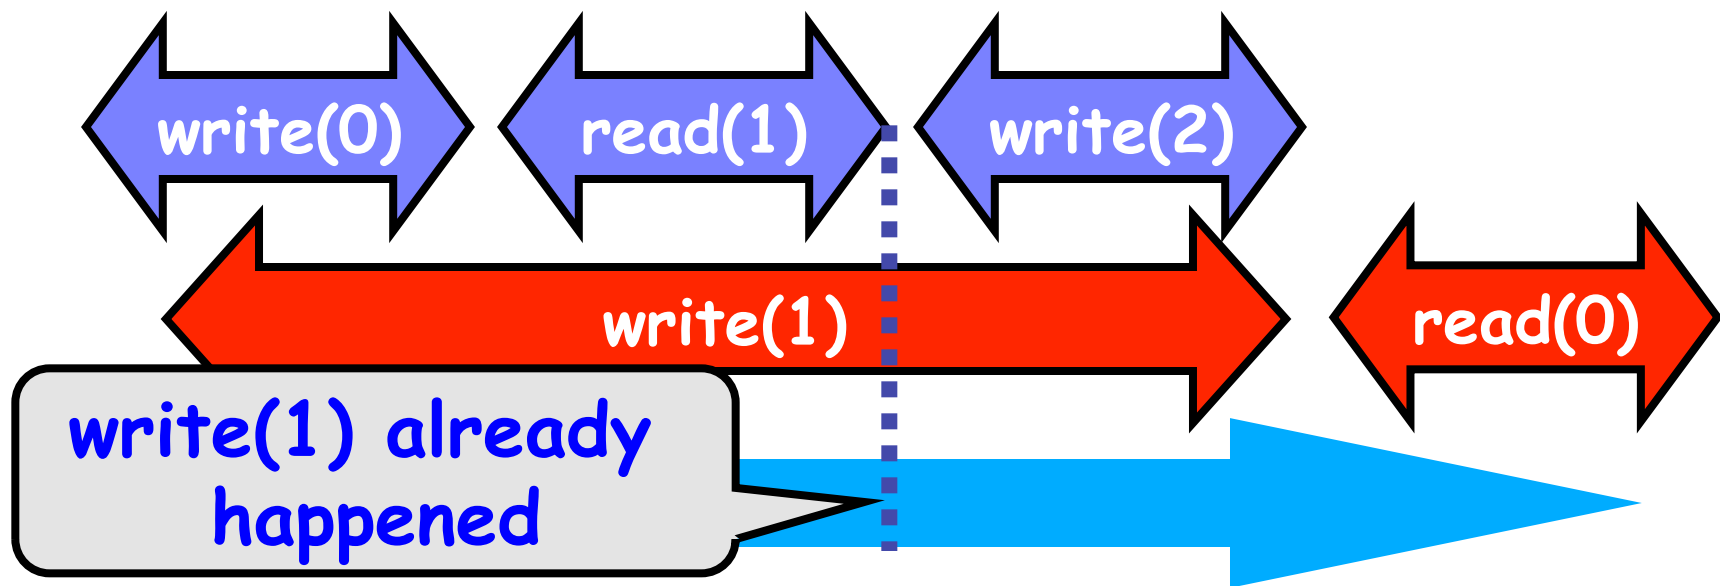 write(0) read(1) write(2)
write(1) read(0)
write(1) already
happened